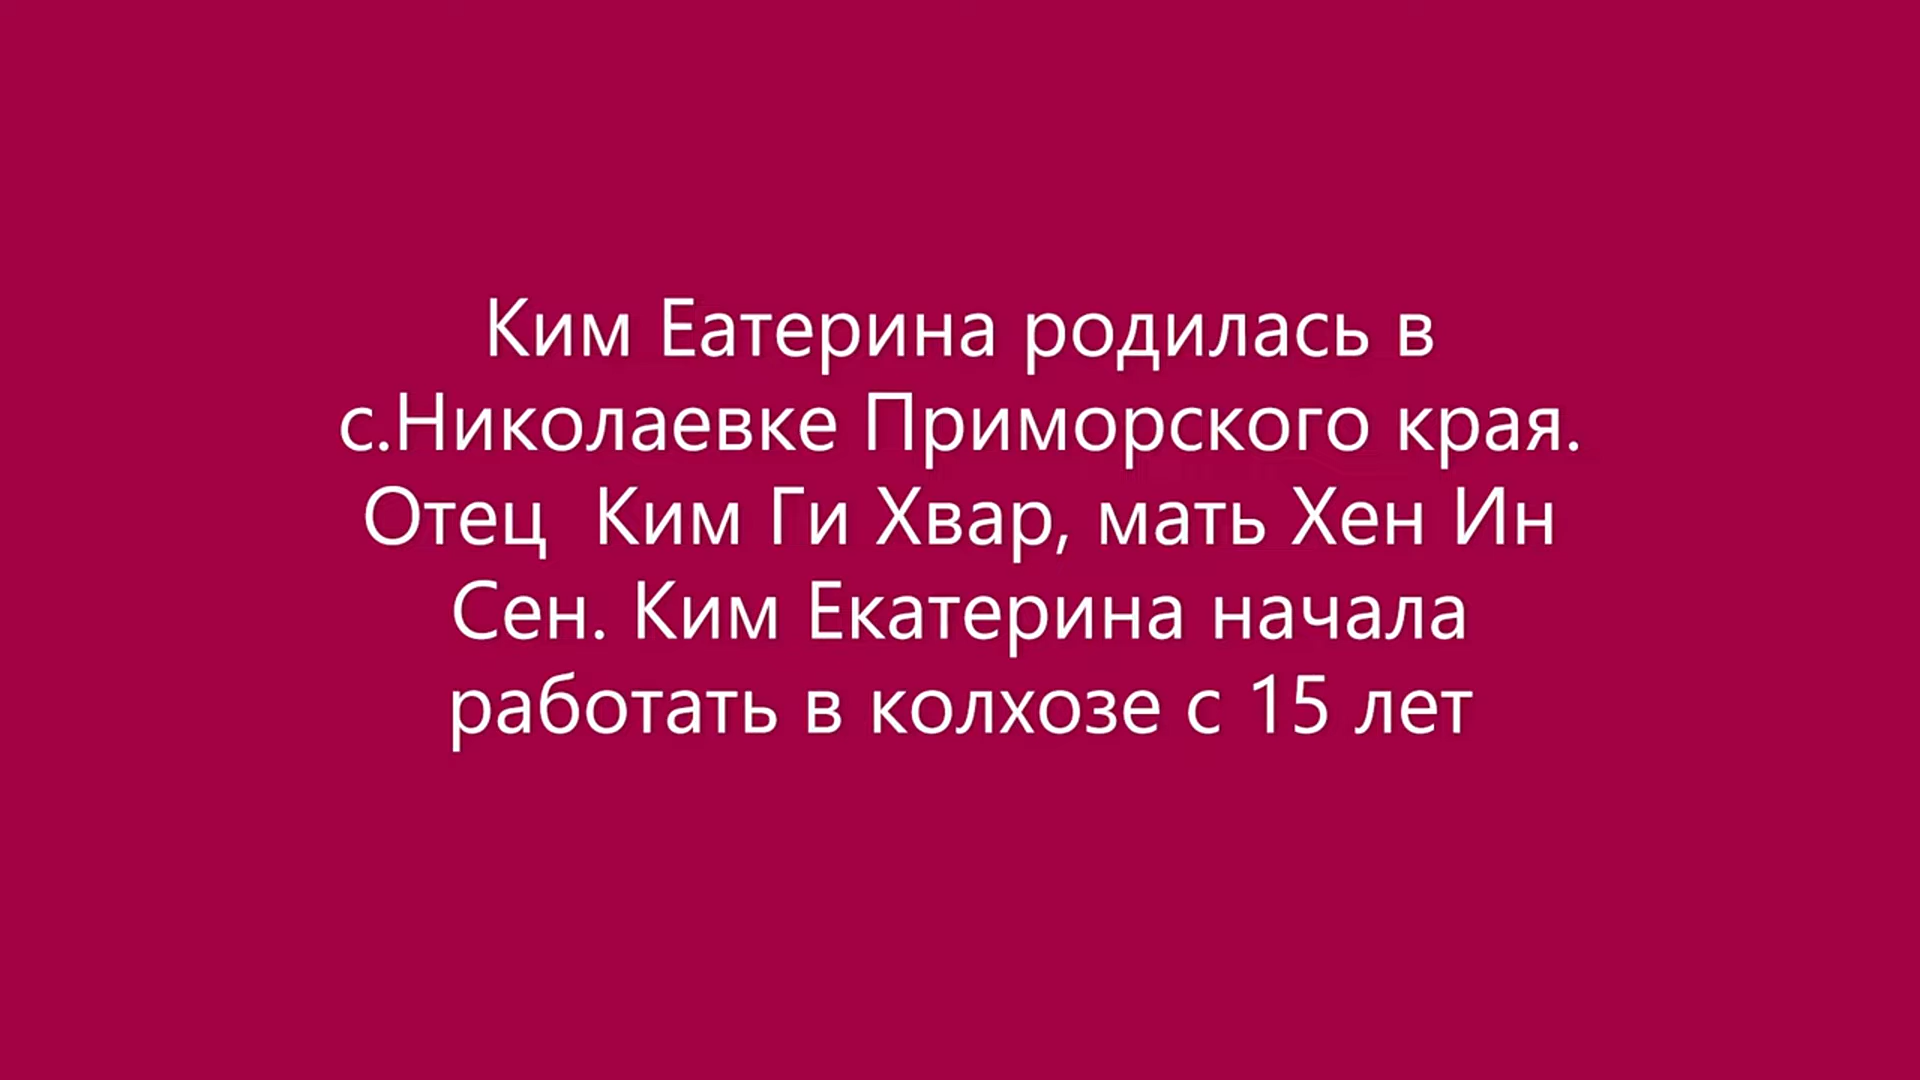 Ким Еатерина родилась в
с.Николаевке Приморского края.
Отец  Ким Ги Хвар, мать Хен Ин
Сен. Ким Екатерина начала
работать в колхозе с 15 лет